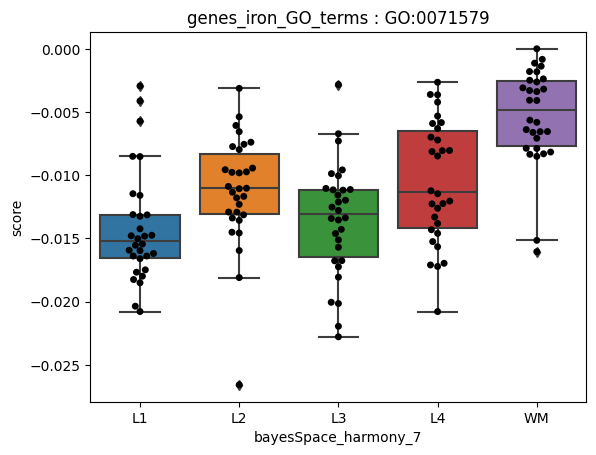 genes_iron_GO_terms : GO:0071579
score
0.000
−0.005
−0.010
−0.015
−0.020
−0.025
L1 L2 L3 L4 WM
bayesSpace_harmony_7